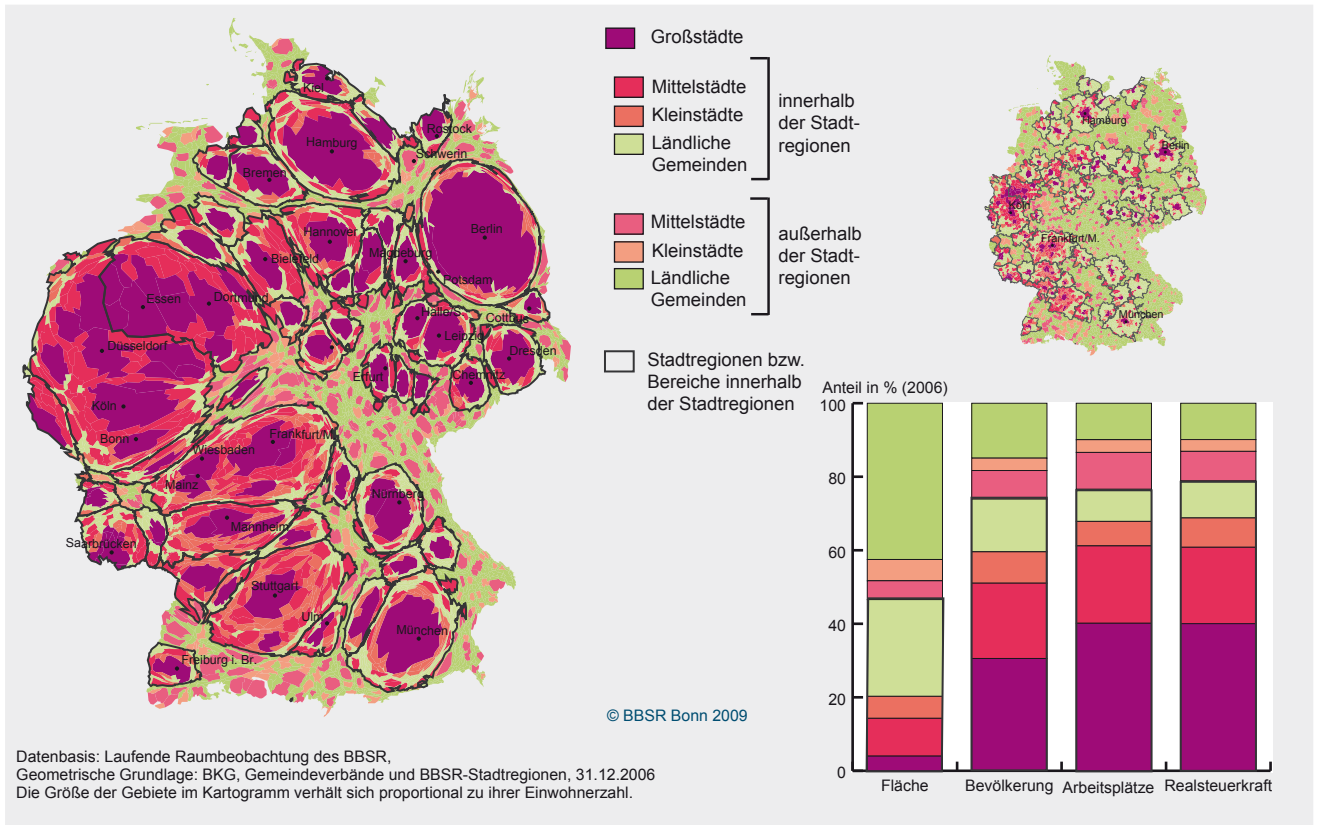 Großstädte
Mittelstädte
Kleinstädte
Ländliche
Gemeinden
innerhalb
der Stadt-
regionen
Mittelstädte
Kleinstädte
Ländliche
Gemeinden
außerhalb
der Stadt-
regionen
Stadtregionen bzw.
Bereiche innerhalb
der Stadtregionen
Kiel
Hamburg
Rostock
Schwerin
Bremen
Berlin
Hannover
Magdeburg
Bielefeld
Potsdam
Essen
Dortmund
Halle/S.
Cottbus
Leipzig
Düsseldorf
Dresden
Erfurt
Chemnitz
Köln
Bonn
Frankfurt/M.
Wiesbaden
Mainz
Nürnberg
Mannheim
Saarbrücken
Stuttgart
Ulm
München
Freiburg i. Br.
Hamburg
Berlin
Köln
Frankfurt/M.
München
Anteil in % (2006)
100
80
60
40
20
0
Fläche
Bevölkerung
Arbeitsplätze
Realsteuerkraft
© BBSR Bonn 2009
Datenbasis: Laufende Raumbeobachtung des BBSR,
Geometrische Grundlage: BKG, Gemeindeverbände und BBSR-Stadtregionen, 31.12.2006
Die Größe der Gebiete im Kartogramm verhält sich proportional zu ihrer Einwohnerzahl.